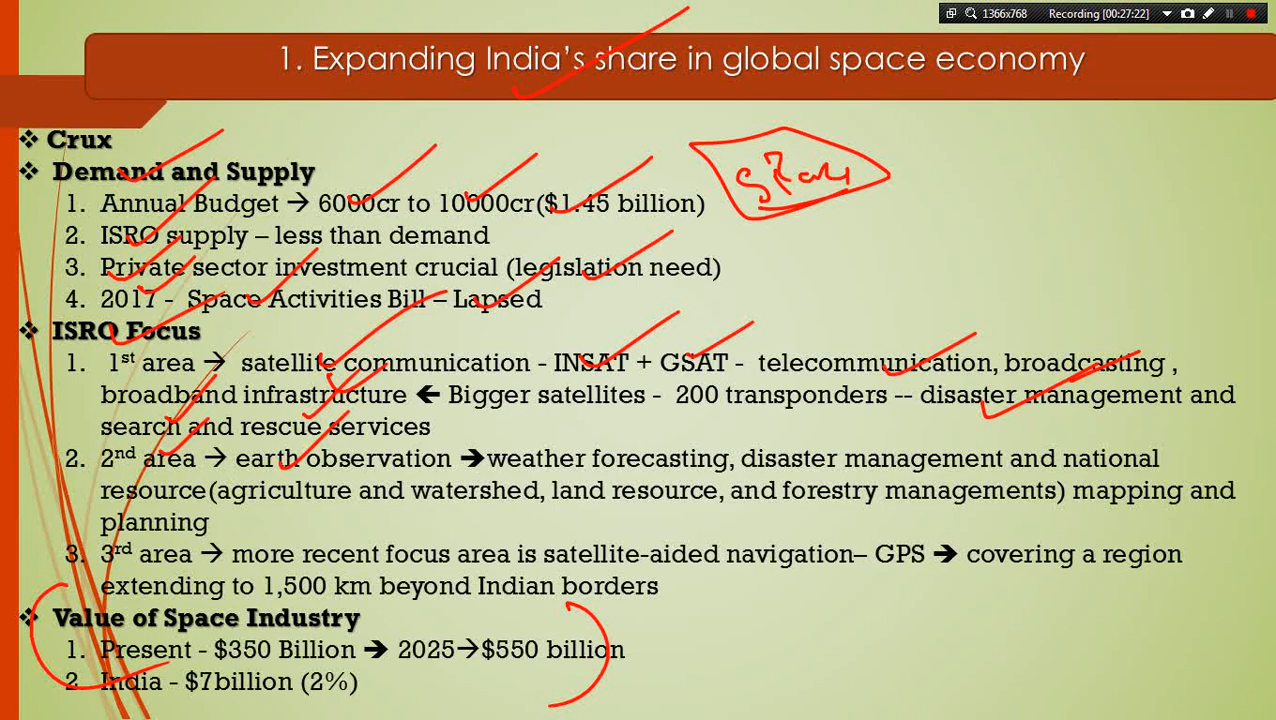 1366x768 Recording [00:27:22]
1. Expanding India's share in global space economy
❖ Crux
❖ Demand and Supply
1. Annual Budget → 6000cr to 10000cr($1.45 billion)
2. ISRO supply – less than demand
3. Private sector investment crucial (legislation need)
4. 2017 - Space Activities Bill – Lapsed
❖ ISRO Focus
1. 1st area → satellite communication - INSAT + GSAT - telecommunication, broadcasting ,
broadband infrastructure 🡸 Bigger satellites - 200 transponders -- disaster management and
search and rescue services
2. 2nd area → earth observation 🡺weather forecasting, disaster management and national
resource(agriculture and watershed, land resource, and forestry managements) mapping and
planning
3. 3rd area → more recent focus area is satellite-aided navigation– GPS 🡺 covering a region
extending to 1,500 km beyond Indian borders
❖ Value of Space Industry
1. Present - $350 Billion 🡺 2025→$550 billion
2. India - $7billion (2%)